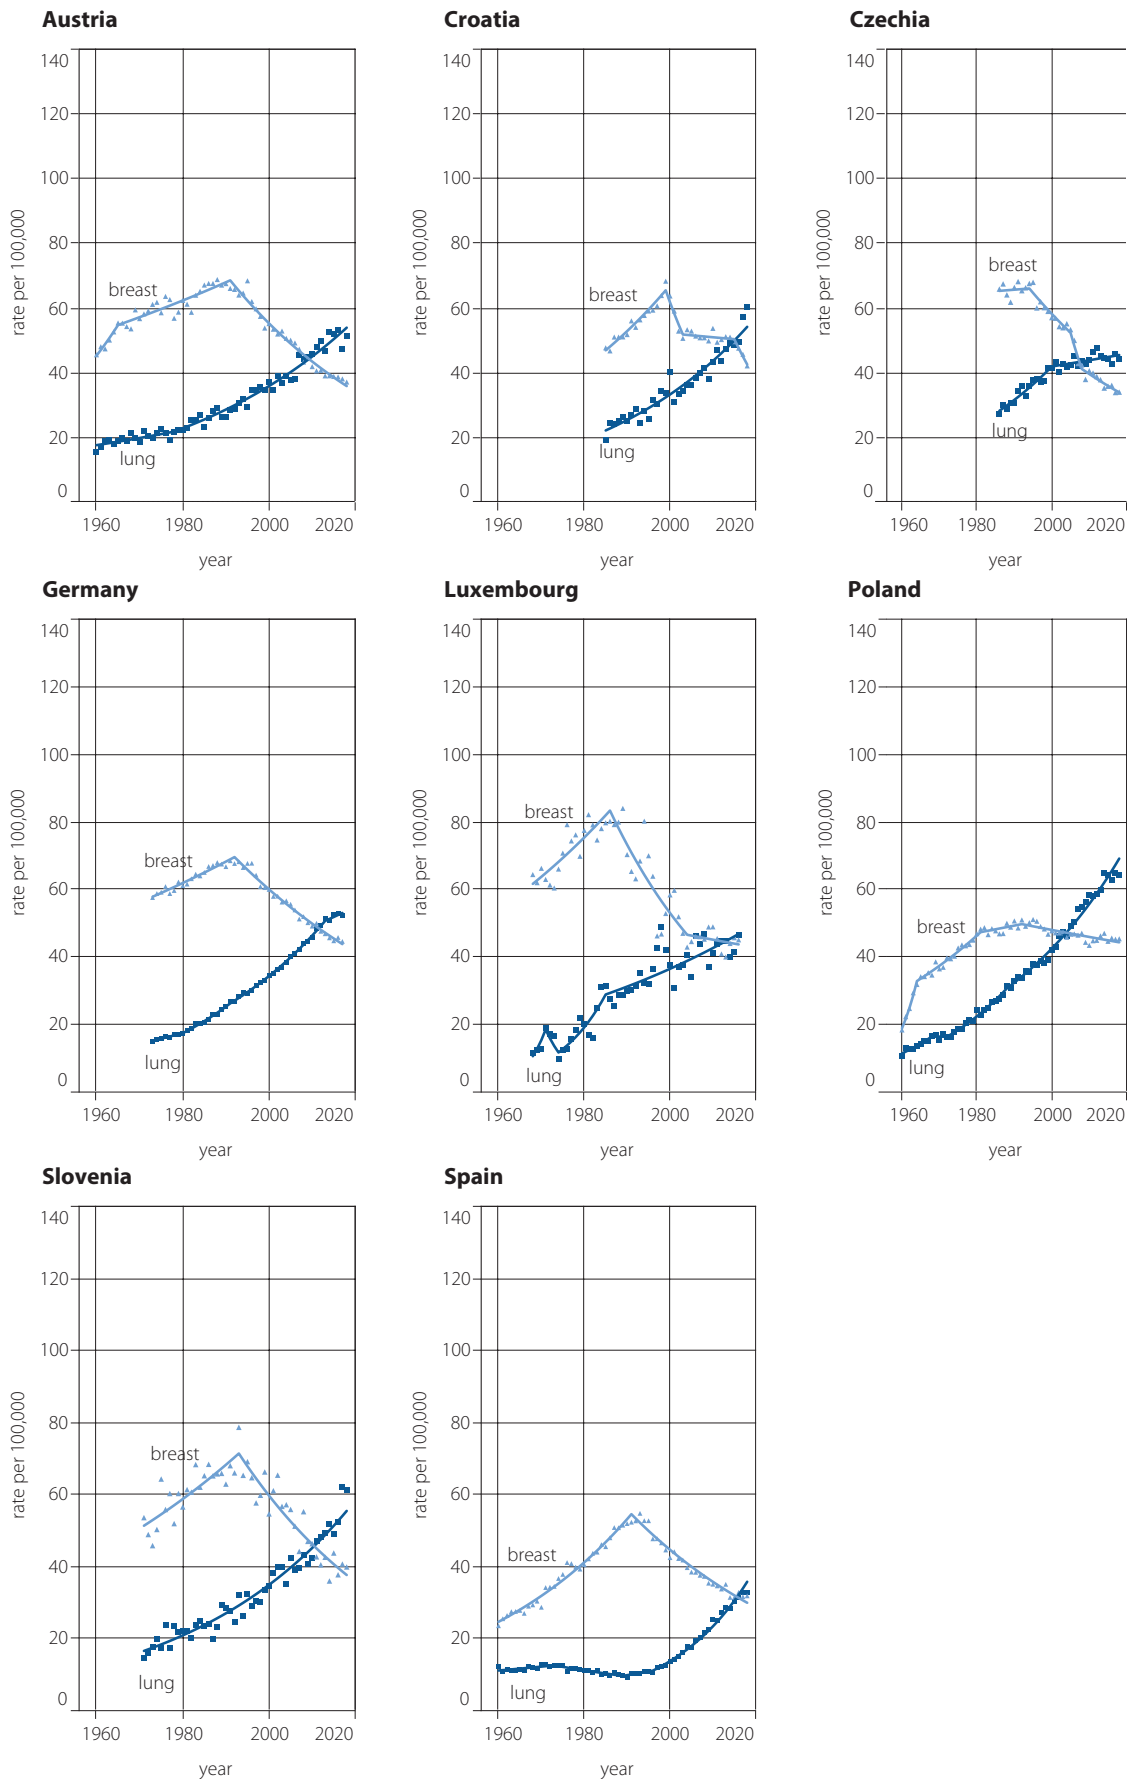 Austria
140
120
100
80
60
40
20
0
rate per 100,000
breast
lung
1960 1980 2000 2020
year
Croatia
140
120
100
80
60
40
20
0
rate per 100,000
breast
lung
1960 1980 2000 2020
year
Czechia
140
120
100
80
60
40
20
0
rate per 100,000
breast
lung
1960 1980 2000 2020
year
Germany
140
120
100
80
60
40
20
0
rate per 100,000
breast
lung
1960 1980 2000 2020
year
Luxembourg
140
120
100
80
60
40
20
0
rate per 100,000
breast
lung
1960 1980 2000 2020
year
Poland
140
120
100
80
60
40
20
0
rate per 100,000
breast
lung
1960 1980 2000 2020
year
Slovenia
140
120
100
80
60
40
20
0
rate per 100,000
breast
lung
1960 1980 2000 2020
year
Spain
140
120
100
80
60
40
20
0
rate per 100,000
breast
lung
1960 1980 2000 2020
year